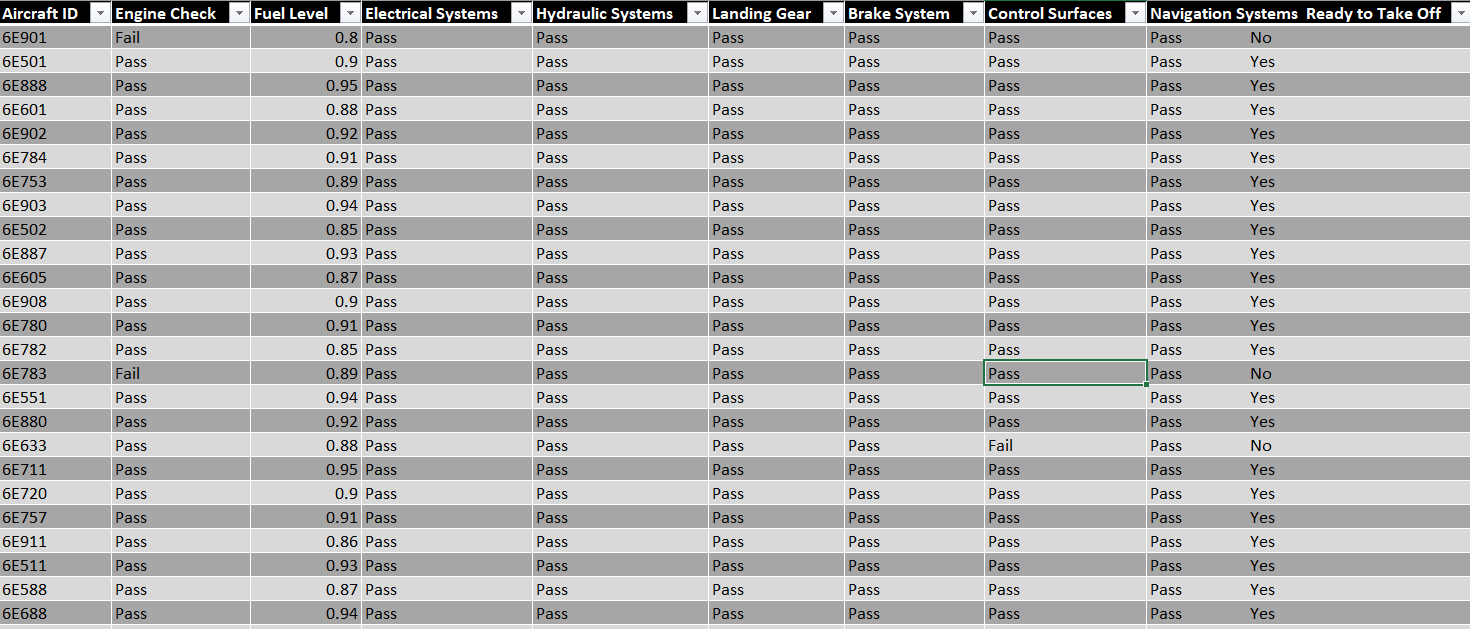 Aircraft ID Engine Check Fuel Level Electrical Systems Hydraulic Systems Landing Gear Brake System Control Surfaces Navigation Systems Ready to Take Off
6E901 Fail 0.8 Pass Pass Pass Pass Pass Pass No
6E501 Pass 0.9 Pass Pass Pass Pass Pass Pass Yes
6E888 Pass 0.95 Pass Pass Pass Pass Pass Pass Yes
6E601 Pass 0.88 Pass Pass Pass Pass Pass Pass Yes
6E902 Pass 0.92 Pass Pass Pass Pass Pass Pass Yes
6E784 Pass 0.91 Pass Pass Pass Pass Pass Pass Yes
6E753 Pass 0.89 Pass Pass Pass Pass Pass Pass Yes
6E903 Pass 0.94 Pass Pass Pass Pass Pass Pass Yes
6E502 Pass 0.85 Pass Pass Pass Pass Pass Pass Yes
6E887 Pass 0.93 Pass Pass Pass Pass Pass Pass Yes
6E605 Pass 0.87 Pass Pass Pass Pass Pass Pass Yes
6E908 Pass 0.9 Pass Pass Pass Pass Pass Pass Yes
6E780 Pass 0.91 Pass Pass Pass Pass Pass Pass Yes
6E782 Pass 0.85 Pass Pass Pass Pass Pass Pass Yes
6E783 Fail 0.89 Pass Pass Pass Pass Pass Pass No
6E551 Pass 0.94 Pass Pass Pass Pass Pass Pass Yes
6E880 Pass 0.92 Pass Pass Pass Pass Pass Pass Yes
6E633 Pass 0.88 Pass Pass Pass Pass Fail Pass No
6E711 Pass 0.95 Pass Pass Pass Pass Pass Pass Yes
6E720 Pass 0.9 Pass Pass Pass Pass Pass Pass Yes
6E757 Pass 0.91 Pass Pass Pass Pass Pass Pass Yes
6E911 Pass 0.86 Pass Pass Pass Pass Pass Pass Yes
6E511 Pass 0.93 Pass Pass Pass Pass Pass Pass Yes
6E588 Pass 0.87 Pass Pass Pass Pass Pass Pass Yes
6E688 Pass 0.94 Pass Pass Pass Pass Pass Pass Yes